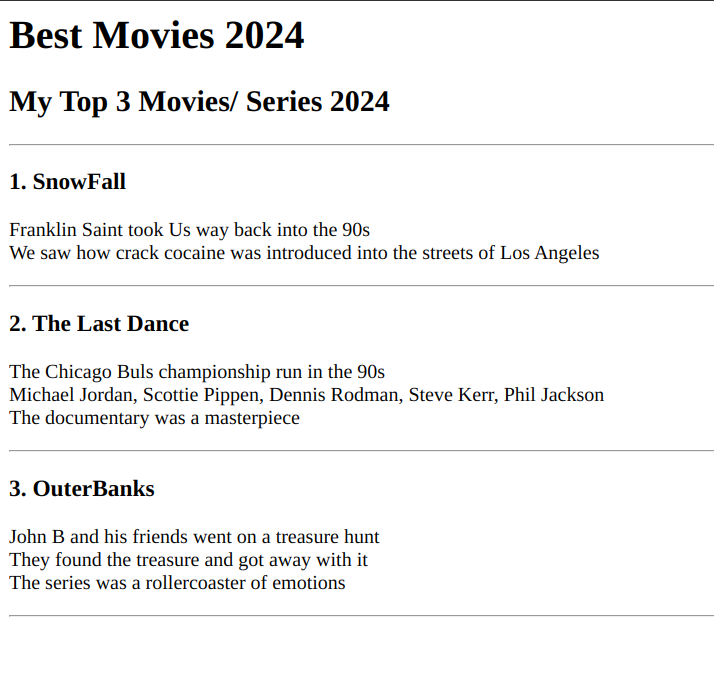 Best Movies 2024
My Top 3 Movies/ Series 2024
1. SnowFall
Franklin Saint took Us way back into the 90s
We saw how crack cocaine was introduced into the streets of Los Angeles
2. The Last Dance
The Chicago Buls championship run in the 90s
Michael Jordan, Scottie Pippen, Dennis Rodman, Steve Kerr, Phil Jackson
The documentary was a masterpiece
3. OuterBanks
John B and his friends went on a treasure hunt
They found the treasure and got away with it
The series was a rollercoaster of emotions